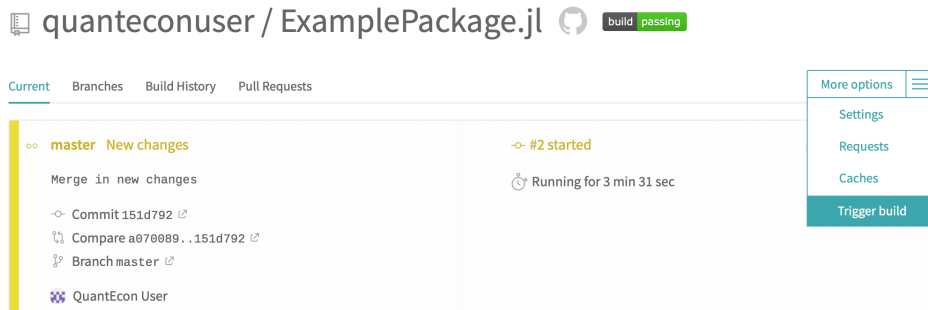 quanteconuser / ExamplePackage.jl build passing
Current Branches Build History Pull Requests
More options
Settings
Requests
Caches
Trigger build
master New changes
Merge in new changes
Commit 151d792
Compare a070089..151d792
Branch master
QuantEcon User
#2 started
Running for 3 min 31 sec